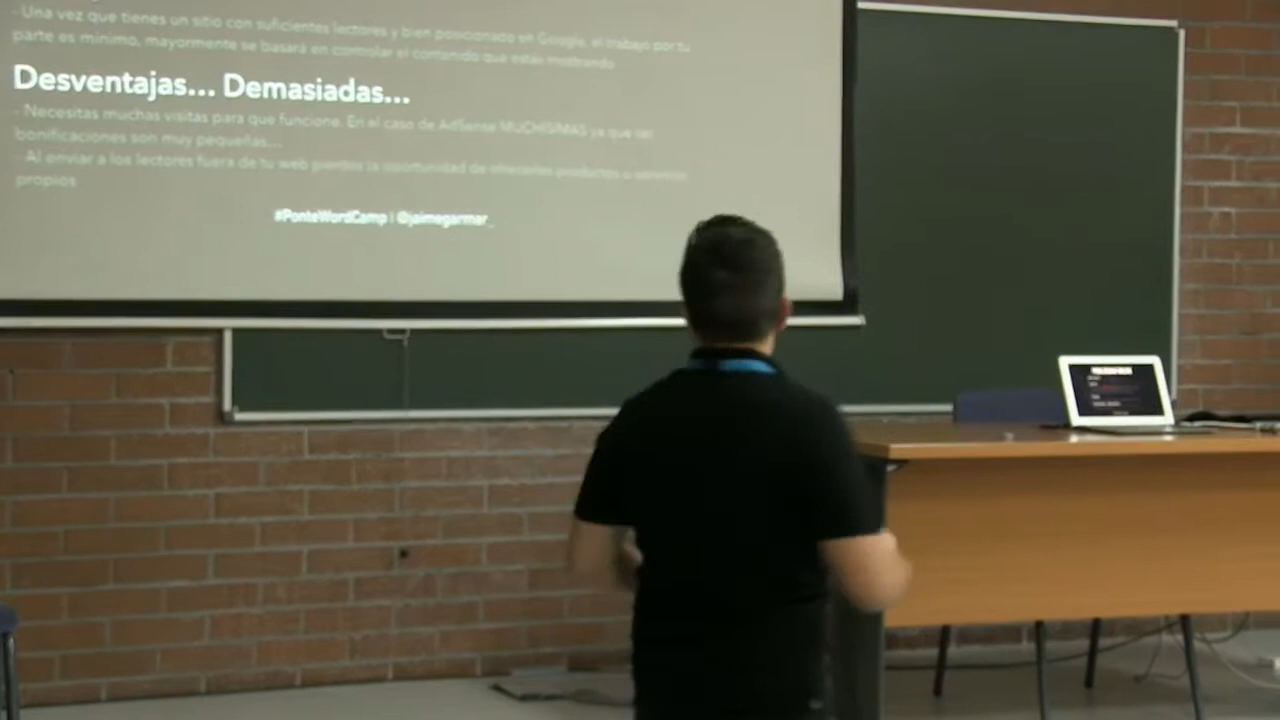 - Una vez que tienes un sitio con suficientes lectores y bien posicionado en Google, el trabajo por tu
parte es mínimo, mayormente se basará en controlar el contenido que estás mostrando
Desventajas... Demasiadas...
- Necesitas muchas visitas para que funcione. En el caso de AdSense MUCHÍSIMAS ya que las
bonificaciones son muy pequeñas...
- Al enviar a los lectores fuera de tu web pierdes la oportunidad de ofrecerles productos o servicios
propios
#PonteWordCamp | @jaimegarmar_